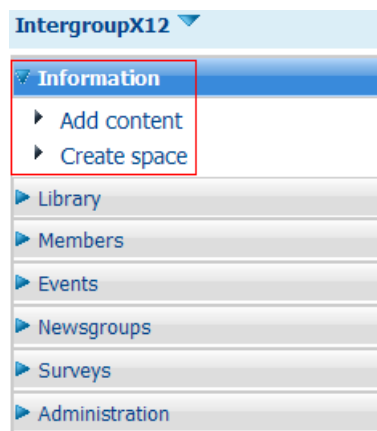 IntergroupX12
Information
Add content
Create space
Library
Members
Events
Newsgroups
Surveys
Administration